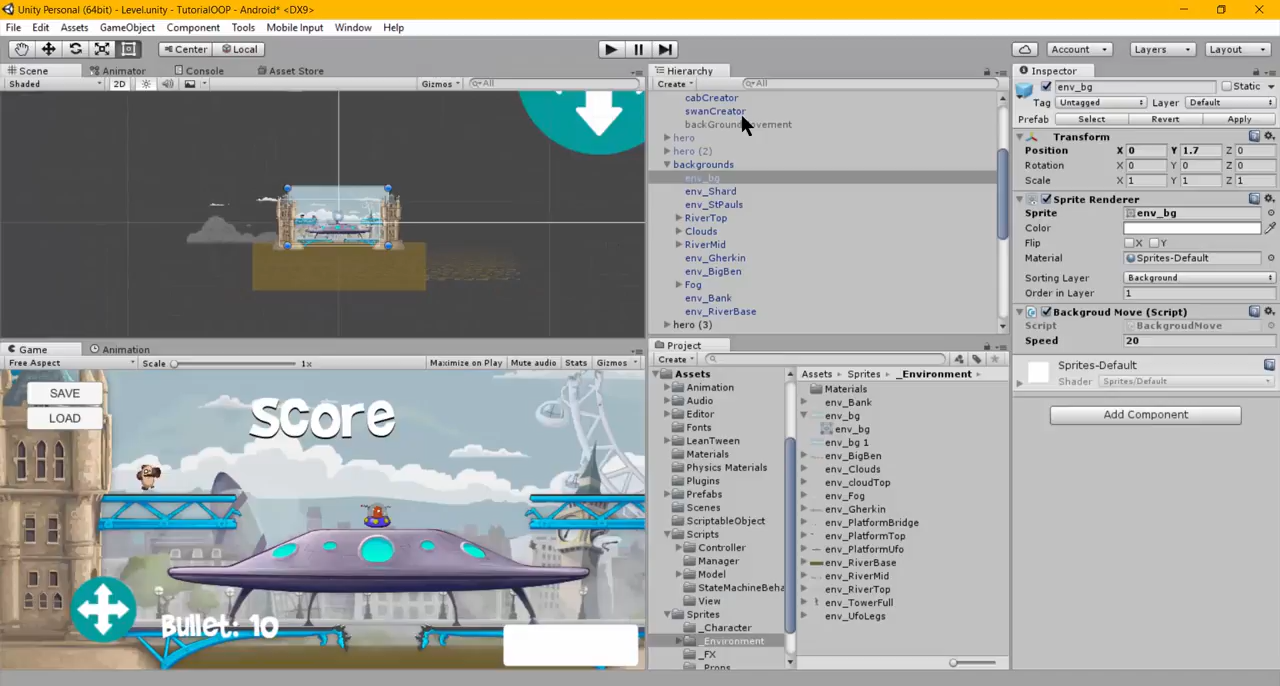 Unity Personal (64bit) - Level.unity - TutorialOOP - Android* <DX9>
File Edit Assets GameObject Component Tools Mobile Input Window Help
Center Local Account Layers Layout
Scene Animator Console Asset Store
Shaded 2D Gizmos All
Hierarchy
Create All
cabCreator
swanCreator
backGroundMovement
hero
hero (2)
backgrounds
env_bg
env_Shard
env_StPauls
RiverTop
Clouds
RiverMid
env_Gherkin
env_BigBen
Fog
env_Bank
env_RiverBase
hero (3)
Inspector
env_bg Static
Tag Untagged Layer Default
Prefab Select Revert Apply
Transform
Position X 0 Y 1.7 Z 0
Rotation X 0 Y 0 Z 0
Scale X 1 Y 1 Z 1
Sprite Renderer
Sprite env_bg
Color
Flip X Y
Material Sprites-Default
Sorting Layer Background
Order in Layer 1
Backgroud Move (Script)
Script BackgroudMove
Speed 20
Sprites-Default
Shader Sprites/Default
Add Component
Game Animation
Free Aspect Scale 1x Maximize on Play Mute audio Stats Gizmos
SAVE
LOAD
Score
Bullet: 10
Project
Create
Assets
Animation
Audio
Editor
Fonts
LeanTween
Materials
Physics Materials
Plugins
Prefabs
Scenes
ScriptableObject
Scripts
Controller
Manager
Model
StateMachineBeha
View
Sprites
_Character
_Environment
_FX
_Props
Assets Sprites _Environment
Materials
env_Bank
env_bg
env_bg
env_bg 1
env_BigBen
env_Clouds
env_cloudTop
env_Fog
env_Gherkin
env_PlatformBridge
env_PlatformTop
env_PlatformUfo
env_RiverBase
env_RiverMid
env_RiverTop
env_TowerFull
env_UfoLegs